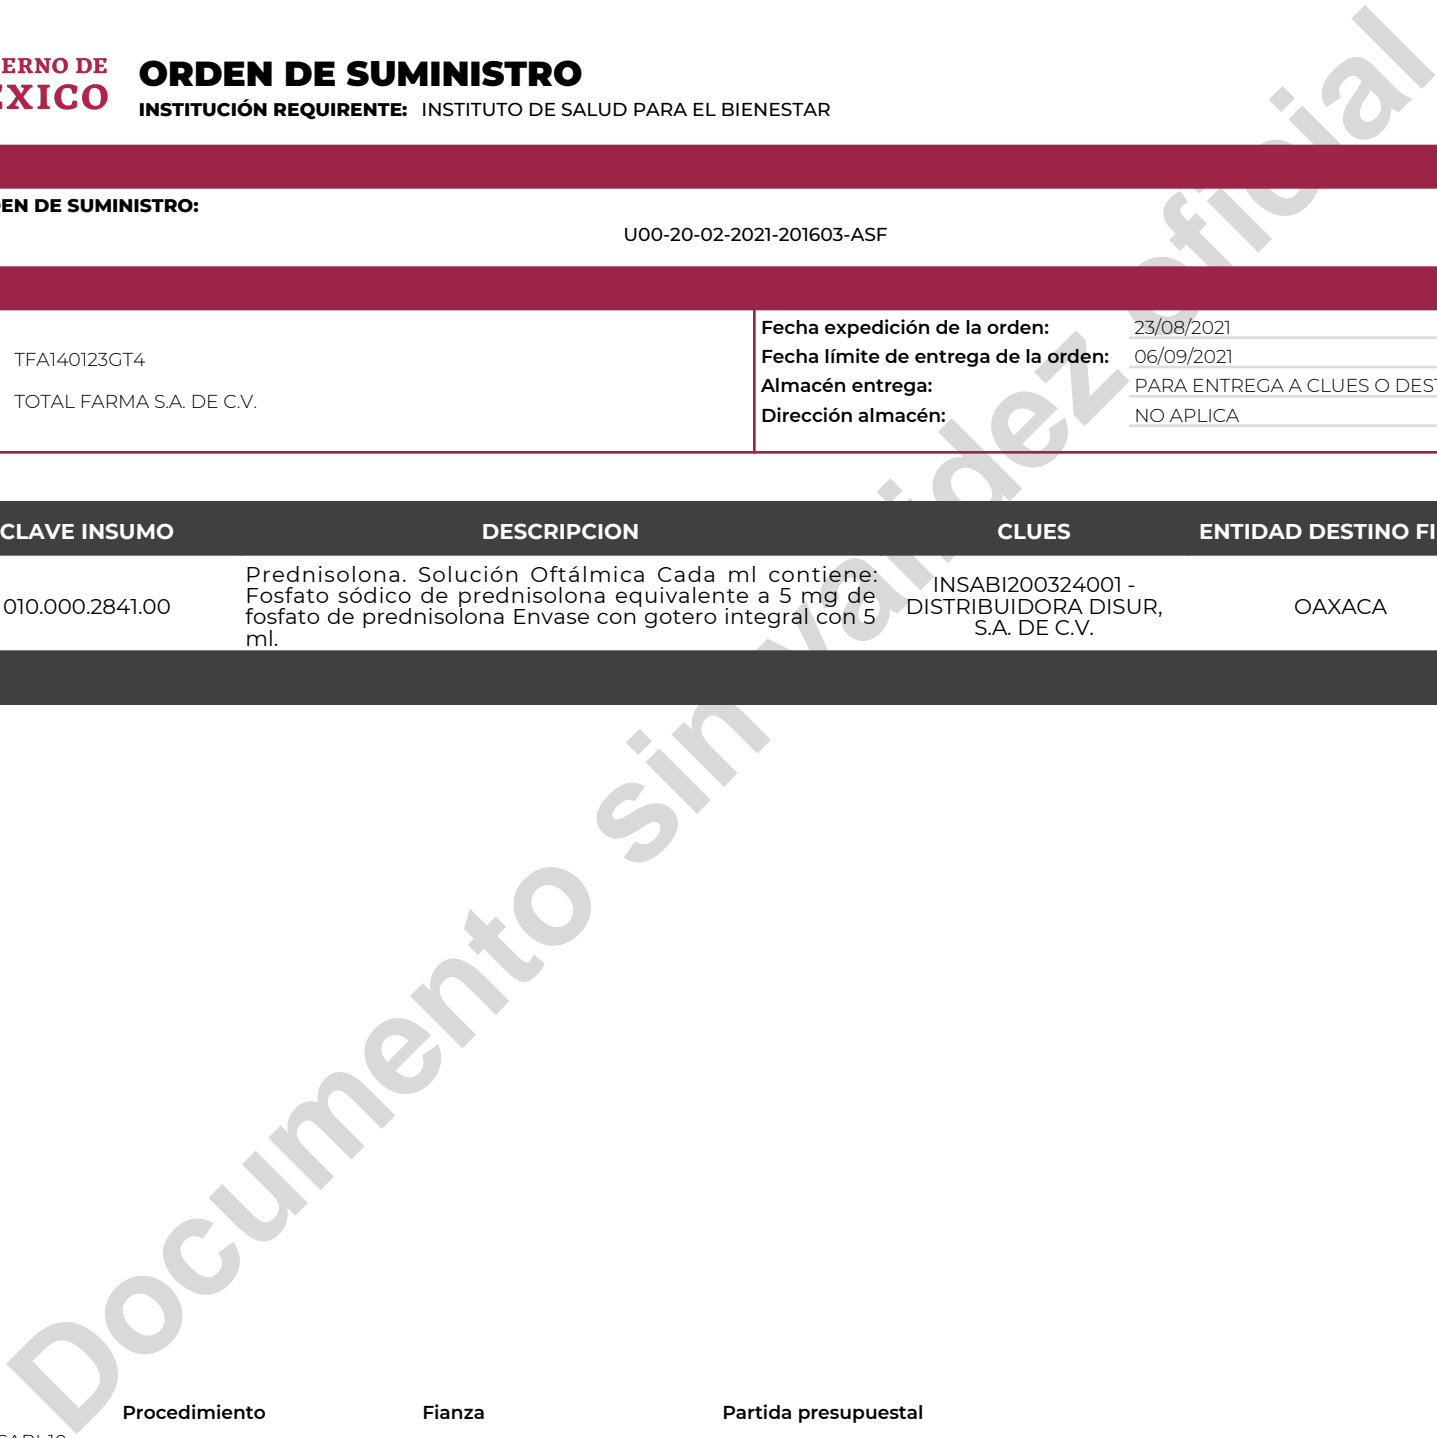 ERNO DE
EXICO
ORDEN DE SUMINISTRO
INSTITUCIÓN REQUIRENTE: INSTITUTO DE SALUD PARA EL BIENESTAR
EN DE SUMINISTRO:
U00-20-02-2021-201603-ASF
TFA140123GT4
TOTAL FARMA S.A. DE C.V.
Fecha expedición de la orden: 23/08/2021
Fecha límite de entrega de la orden: 06/09/2021
Almacén entrega: PARA ENTREGA A CLUES O DEST
Dirección almacén: NO APLICA
CLAVE INSUMO DESCRIPCION CLUES ENTIDAD DESTINO FI
010.000.2841.00
Prednisolona. Solución Oftálmica Cada ml contiene:
Fosfato sódico de prednisolona equivalente a 5 mg de
fosfato de prednisolona Envase con gotero integral con 5
ml.
INSABI200324001 -
DISTRIBUIDORA DISUR,
S.A. DE C.V.
OAXACA
Documento sin validez oficial
Procedimiento Fianza Partida presupuestal